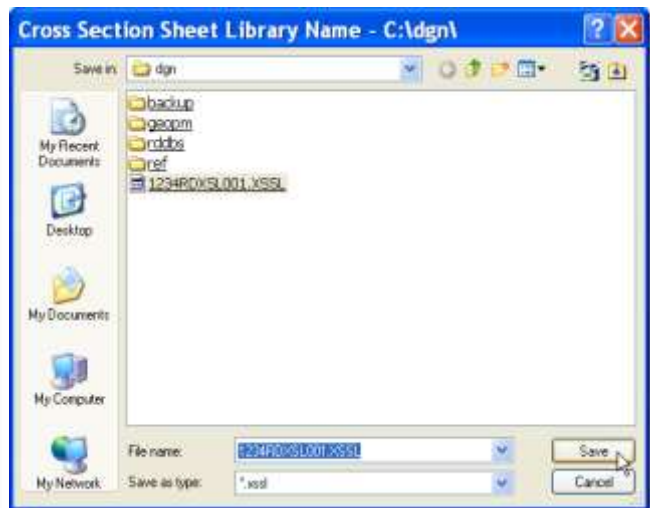 Cross Section Sheet Library Name - C:\dgn\
Save in: dgn
backup
geopm
rddbs
ref
1234RDXSL001.XSSL
My Recent
Documents
Desktop
My Documents
My Computer
My Network
File name: 1234RDXSL001.XSSL
Save
Save as type: *.xssl
Cancel